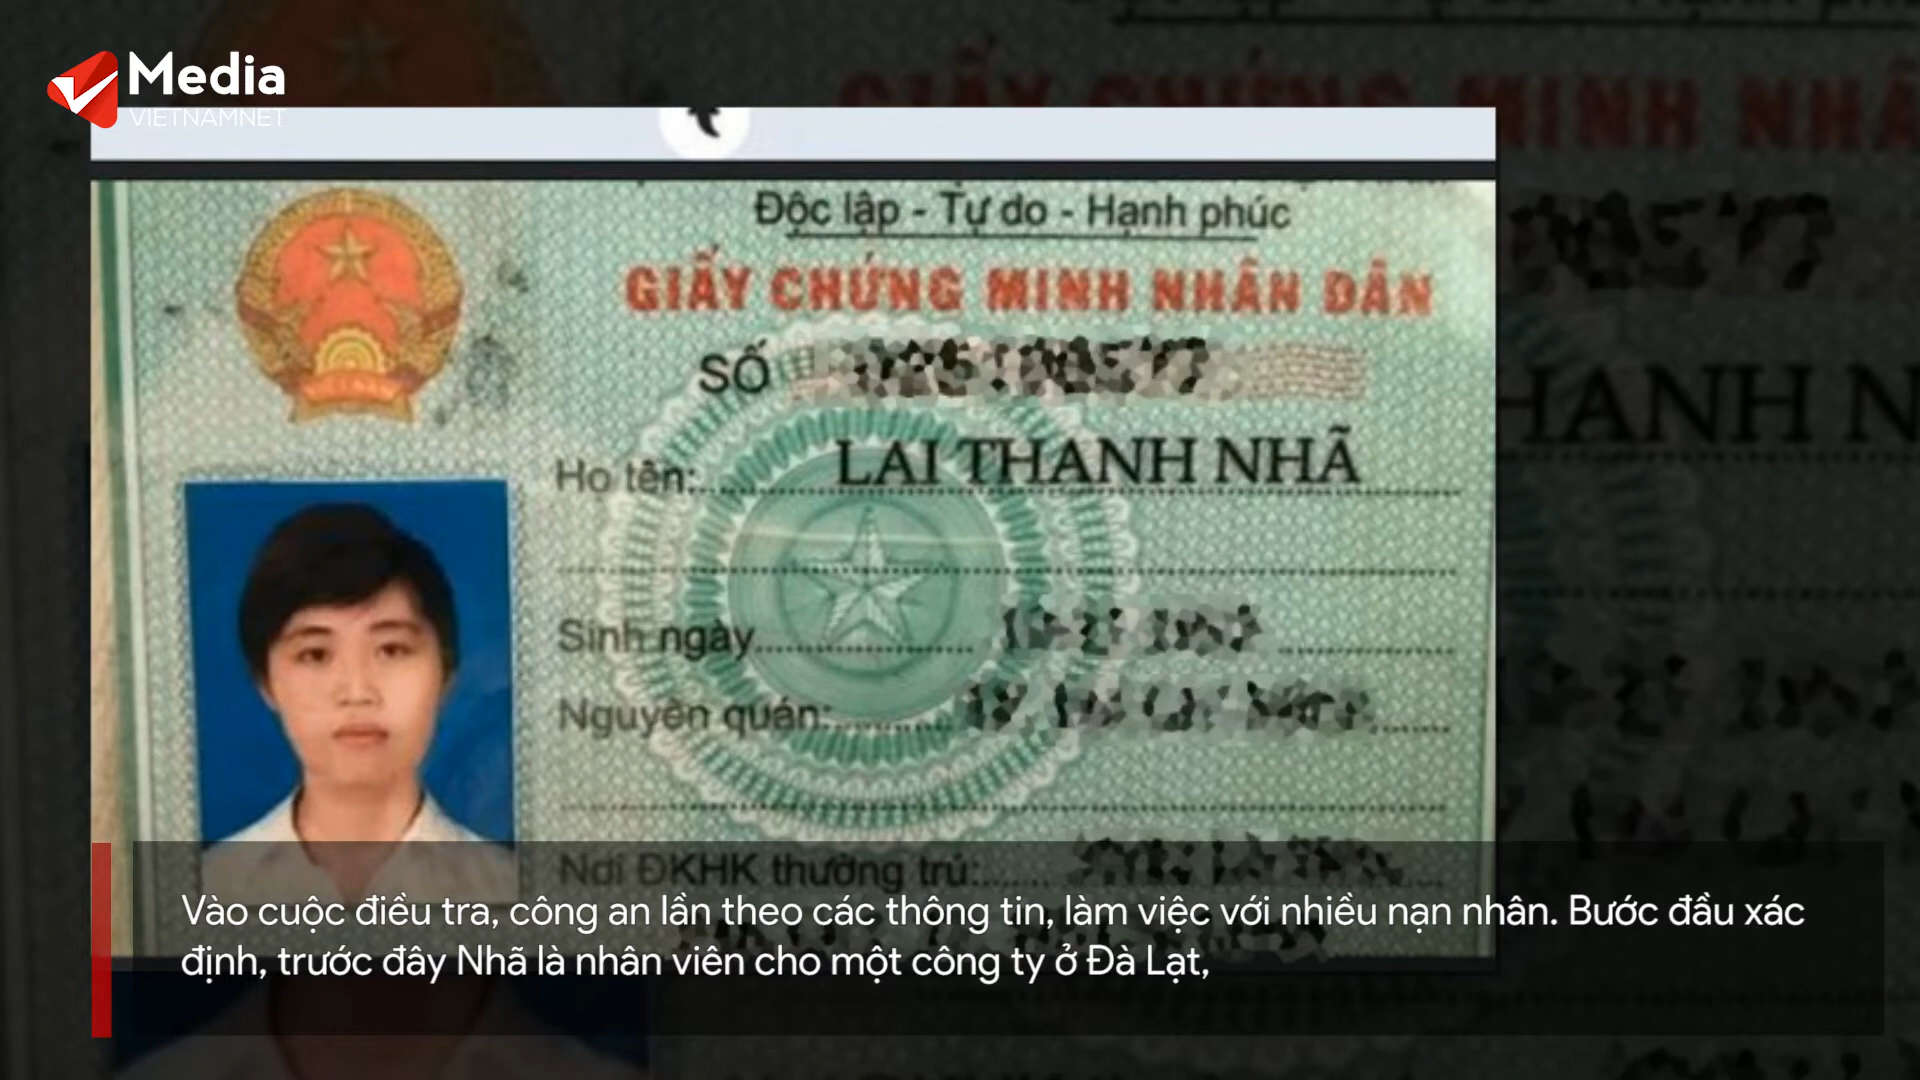 Media
VIETNAMNET
Độc lập - Tự do - Hạnh phúc
GIẤY CHỨNG MINH NHÂN DÂN
SỐ
Họ tên: LAI THANH NHÃ
Sinh ngày
Nguyên quán:
Nơi ĐKHK thường trú:
Vào cuộc điều tra, công an lần theo các thông tin, làm việc với nhiều nạn nhân. Bước đầu xác
định, trước đây Nhã là nhân viên cho một công ty ở Đà Lạt,